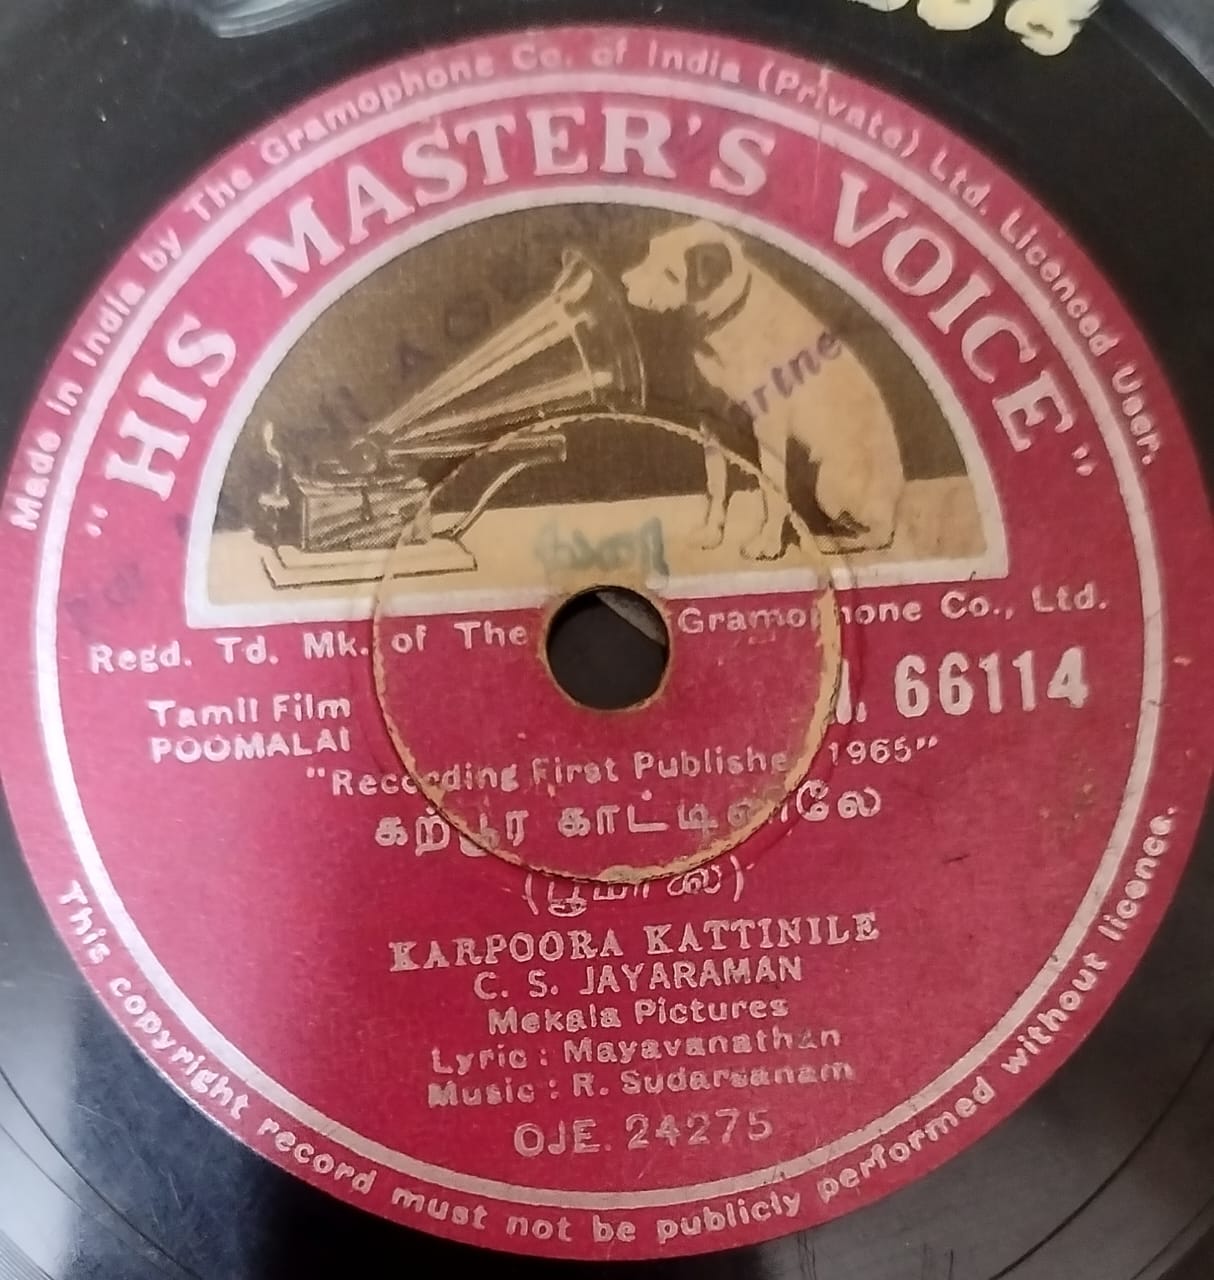 Made in India by The Gramophone Co. of India (Private) Ltd. Licenced User.
"HIS MASTER'S VOICE"
Regd. Td. Mk. of The Gramophone Co., Ltd.
66114
Tamil Film
POOMALAI
"Recording First Publishe 1965"
கற்பூர காட்டினிலே
(பூமாலை)
KARPOORA KATTINILE
C. S. JAYARAMAN
Mekala Pictures
Lyric : Mayavanathan
Music : R. Sudarsanam
OJE. 24275
This copyright record must not be publicly performed without licence.